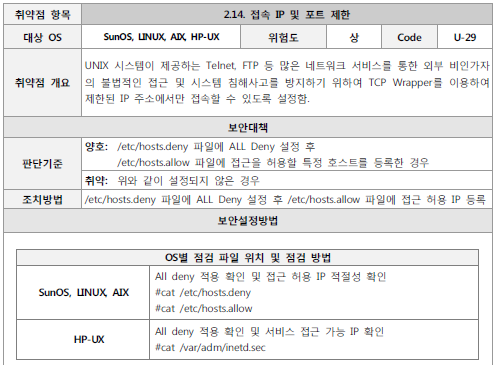 취약점 항목 2.14. 접속 IP 및 포트 제한
대상 OS SunOS, LINUX, AIX, HP-UX 위험도 상 Code U-29
취약점 개요 UNIX 시스템이 제공하는 Telnet, FTP 등 많은 네트워크 서비스를 통한 외부 비인가자
의 불법적인 접근 및 시스템 침해사고를 방지하기 위하여 TCP Wrapper를 이용하여
제한된 IP 주소에서만 접속할 수 있도록 설정함.
보안대책
판단기준 양호: /etc/hosts.deny 파일에 ALL Deny 설정 후
/etc/hosts.allow 파일에 접근을 허용할 특정 호스트를 등록한 경우
취약: 위와 같이 설정되지 않은 경우
조치방법 /etc/hosts.deny 파일에 ALL Deny 설정 후 /etc/hosts.allow 파일에 접근 허용 IP 등록
보안설정방법
OS별 점검 파일 위치 및 점검 방법
SunOS, LINUX, AIX All deny 적용 확인 및 접근 허용 IP 적절성 확인
#cat /etc/hosts.deny
#cat /etc/hosts.allow
HP-UX All deny 적용 확인 및 서비스 접근 가능 IP 확인
#cat /var/adm/inetd.sec